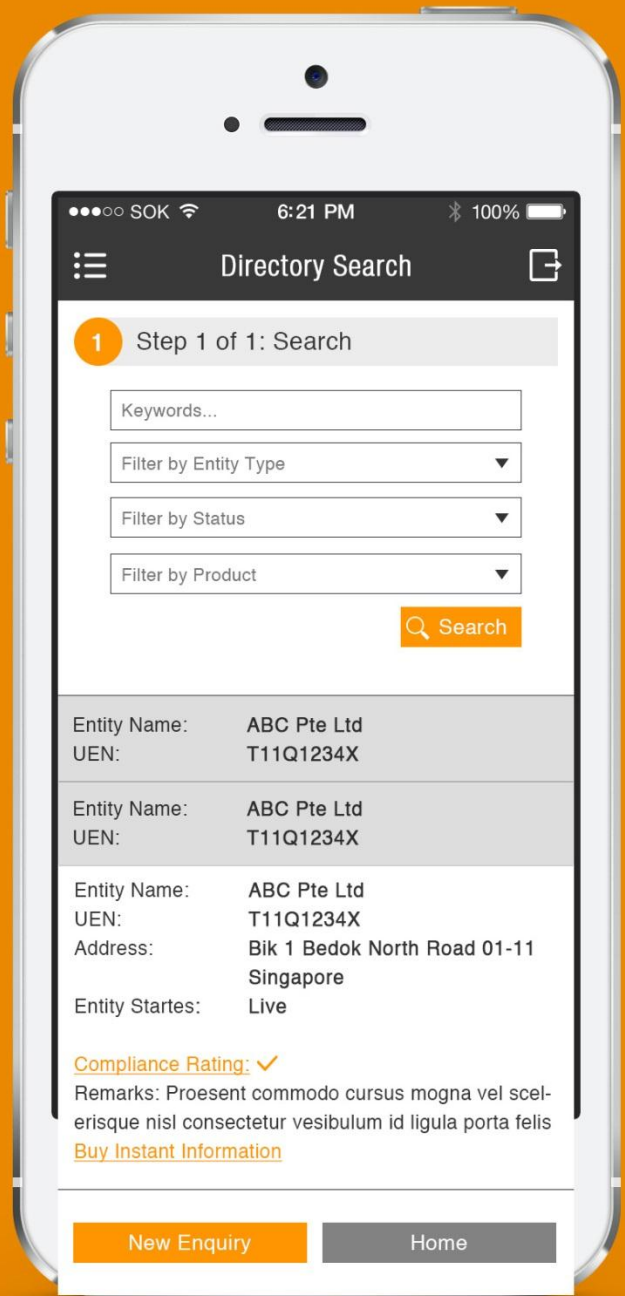 ●●●○○ SOK 6:21 PM 100%
Directory Search
1 Step 1 of 1: Search
Keywords...
Filter by Entity Type
Filter by Status
Filter by Product
Search
Entity Name: ABC Pte Ltd
UEN: T11Q1234X
Entity Name: ABC Pte Ltd
UEN: T11Q1234X
Entity Name: ABC Pte Ltd
UEN: T11Q1234X
Address: Bik 1 Bedok North Road 01-11
Singapore
Entity Startes: Live
Compliance Rating:
Remarks: Proesent commodo cursus mogna vel scel-
erisque nisl consectetur vesibulum id ligula porta felis
Buy Instant Information
New Enquiry Home